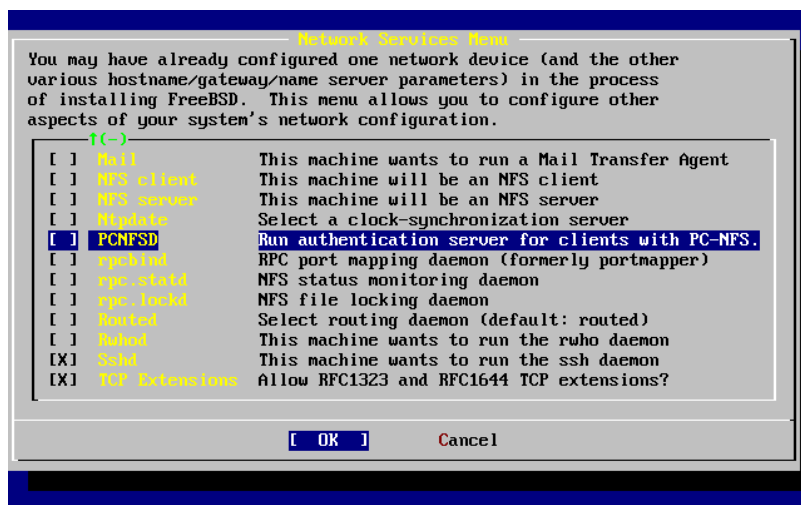 Network Services Menu
You may have already configured one network device (and the other
various hostname/gateway/name server parameters) in the process
of installing FreeBSD.  This menu allows you to configure other
aspects of your system's network configuration.
↑(-)
[ ] Mail This machine wants to run a Mail Transfer Agent
[ ] NFS client This machine will be an NFS client
[ ] NFS server This machine will be an NFS server
[ ] Ntpdate Select a clock-synchronization server
[ ] PCNFSD Run authentication server for clients with PC-NFS.
[ ] rpcbind RPC port mapping daemon (formerly portmapper)
[ ] rpc.statd NFS status monitoring daemon
[ ] rpc.lockd NFS file locking daemon
[ ] Routed Select routing daemon (default: routed)
[ ] Rwhod This machine wants to run the rwho daemon
[X] Sshd This machine wants to run the ssh daemon
[X] TCP Extensions Allow RFC1323 and RFC1644 TCP extensions?
[ OK ] Cancel